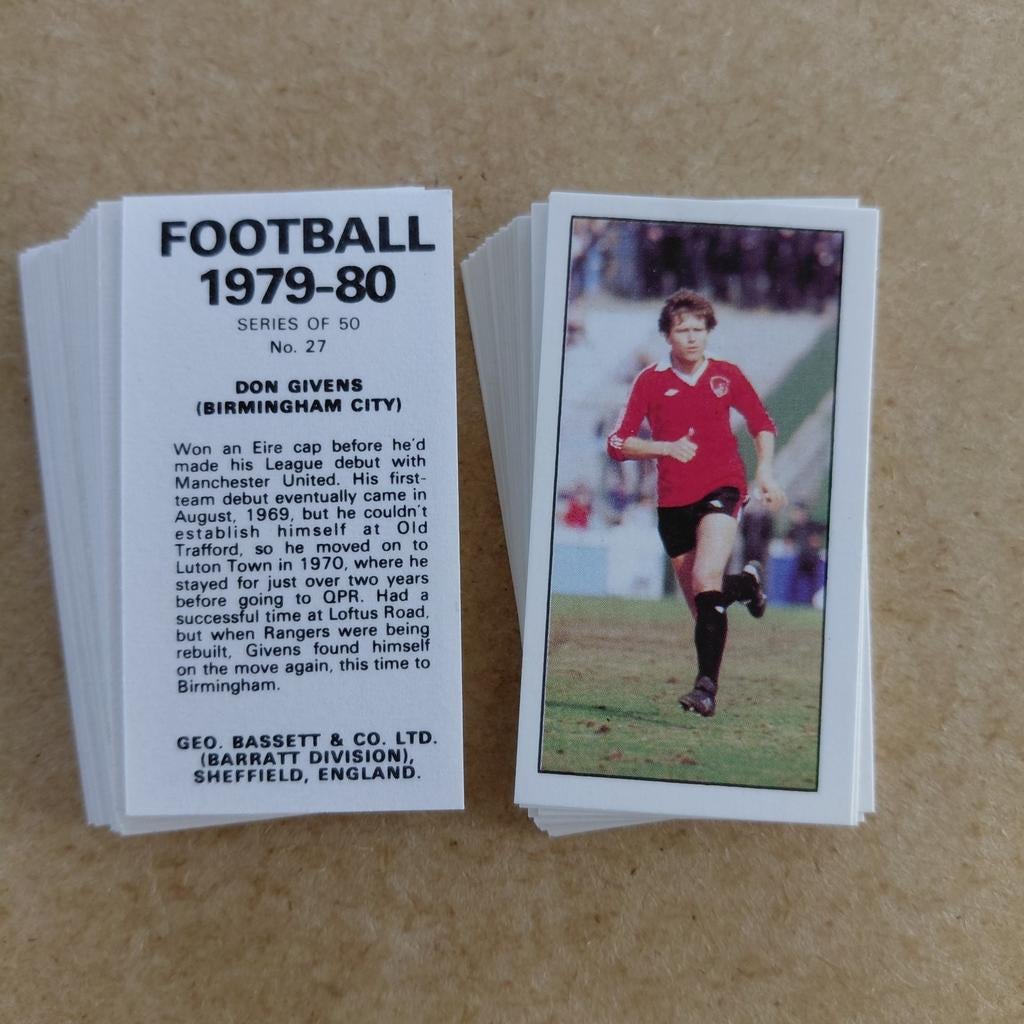 FOOTBALL
1979-80
SERIES OF 50
No. 27
DON GIVENS
(BIRMINGHAM CITY)
Won an Eire cap before he'd
made his League debut with
Manchester United. His first-
team debut eventually came in
August, 1969, but he couldn't
establish himself at Old
Trafford, so he moved on to
Luton Town in 1970, where he
stayed for just over two years
before going to QPR. Had a
successful time at Loftus Road,
but when Rangers were being
rebuilt, Givens found himself
on the move again, this time to
Birmingham.
GEO. BASSETT & CO. LTD.
(BARRATT DIVISION),
SHEFFIELD, ENGLAND.